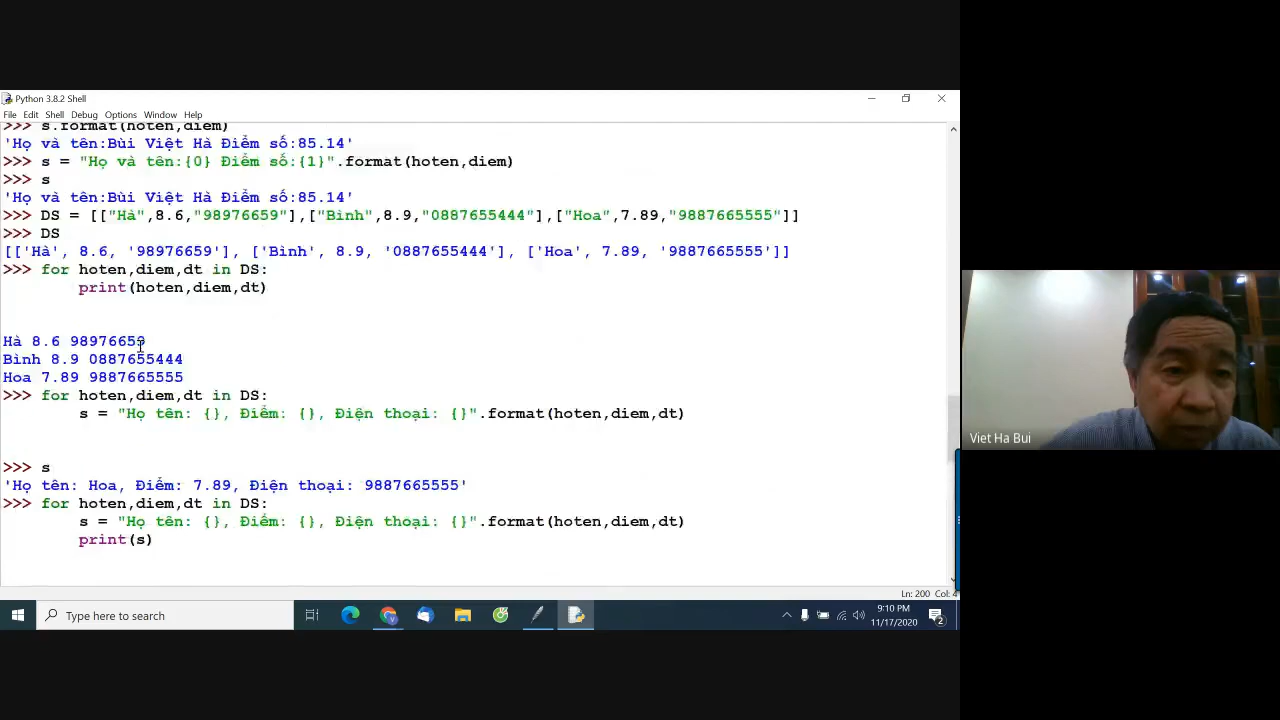 Python 3.8.2 Shell
File Edit Shell Debug Options Window Help
>>> s.format(hoten,diem)
'Họ và tên:Bùi Việt Hà Điểm số:85.14'
>>> s = "Họ và tên:{0} Điểm số:{1}".format(hoten,diem)
>>> s
'Họ và tên:Bùi Việt Hà Điểm số:85.14'
>>> DS = [["Hà",8.6,"98976659"],["Bình",8.9,"0887655444"],["Hoa",7.89,"9887665555"]]
>>> DS
[['Hà', 8.6, '98976659'], ['Bình', 8.9, '0887655444'], ['Hoa', 7.89, '9887665555']]
>>> for hoten,diem,dt in DS:
print(hoten,diem,dt)
Hà 8.6 98976659
Bình 8.9 0887655444
Hoa 7.89 9887665555
>>> for hoten,diem,dt in DS:
s = "Họ tên: {}, Điểm: {}, Điện thoại: {}".format(hoten,diem,dt)
>>> s
'Họ tên: Hoa, Điểm: 7.89, Điện thoại: 9887665555'
>>> for hoten,diem,dt in DS:
s = "Họ tên: {}, Điểm: {}, Điện thoại: {}".format(hoten,diem,dt)
print(s)
Viet Ha Bui
Ln: 200 Col: 4
Type here to search
9:10 PM
11/17/2020
2